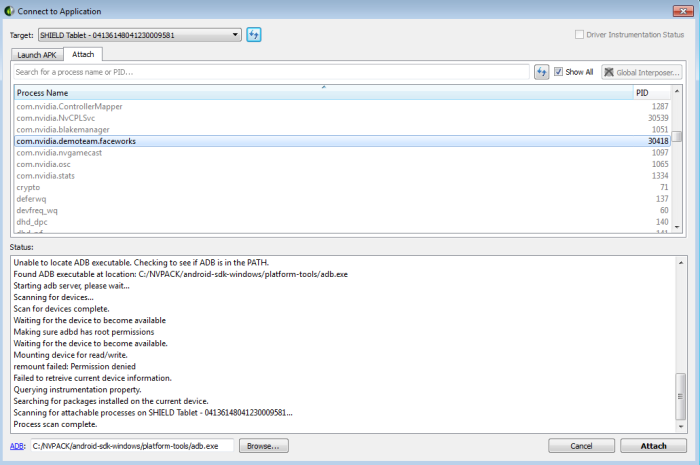 Connect to Application
Target: SHIELD Tablet - 04136148041230009581 Driver Instrumentation Status
Launch APK Attach
Search for a process name or PID... Show All Global Interposer...
Process Name PID
com.nvidia.ControllerMapper 1287
com.nvidia.NvCPLSvc 30539
com.nvidia.blakemanager 1051
com.nvidia.demoteam.faceworks 30418
com.nvidia.nvgamecast 1097
com.nvidia.osc 1065
com.nvidia.stats 1334
crypto 71
deferwq 137
devfreq_wq 60
dhd_dpc 140
Status:
Unable to locate ADB executable. Checking to see if ADB is in the PATH.
Found ADB executable at location: C:/NVPACK/android-sdk-windows/platform-tools/adb.exe
Starting adb server, please wait...
Scanning for devices...
Scan for devices complete.
Waiting for the device to become available
Making sure adbd has root permissions
Waiting for the device to become available.
Mounting device for read/write.
remount failed: Permission denied
Failed to retreive current device information.
Querying instrumentation property.
Searching for packages installed on the current device.
Scanning for attachable processes on SHIELD Tablet - 04136148041230009581...
Process scan complete.
ADB: C:/NVPACK/android-sdk-windows/platform-tools/adb.exe Browse... Cancel Attach